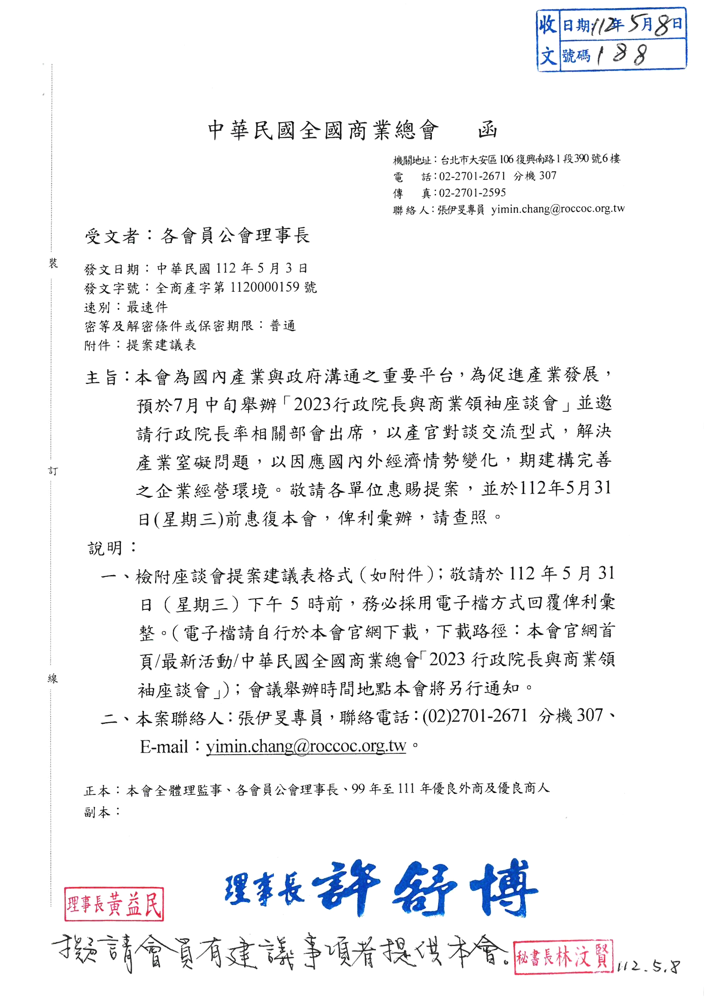 收文 日期112年5月8日
號碼 188
中華民國全國商業總會 函
機關地址：台北市大安區106復興南路1段390號6樓
電 話：02-2701-2671 分機307
傳 真：02-2701-2595
聯絡人：張伊旻專員 yimin.chang@roccoc.org.tw
受文者：各會員公會理事長
發文日期：中華民國112年5月3日
發文字號：全商產字第1120000159號
速別：最速件
密等及解密條件或保密期限：普通
附件：提案建議表
主旨：本會為國內產業與政府溝通之重要平台，為促進產業發展，
預於7月中旬舉辦「2023行政院長與商業領袖座談會」並邀
請行政院長率相關部會出席，以產官對談交流型式，解決
產業窒礙問題，以因應國內外經濟情勢變化，期建構完善
之企業經營環境。敬請各單位惠賜提案，並於112年5月31
日(星期三)前惠復本會，俾利彙辦，請查照。
說明：
一、檢附座談會提案建議表格式（如附件）；敬請於112年5月31
日（星期三）下午5時前，務必採用電子檔方式回覆俾利彙
整。（電子檔請自行於本會官網下載，下載路徑：本會官網首
頁/最新活動/中華民國全國商業總會「2023行政院長與商業領
袖座談會」）；會議舉辦時間地點本會將另行通知。
二、本案聯絡人：張伊旻專員，聯絡電話：(02)2701-2671 分機307、
E-mail：yimin.chang@roccoc.org.tw。
正本：本會全體理監事、各會員公會理事長、99年至111年優良外商及優良商人
副本：
裝
訂
線
理事長 許舒博
理事長黃益民
擬請會員有建議事項者提供本會。
秘書長林汶賢 112.5.8